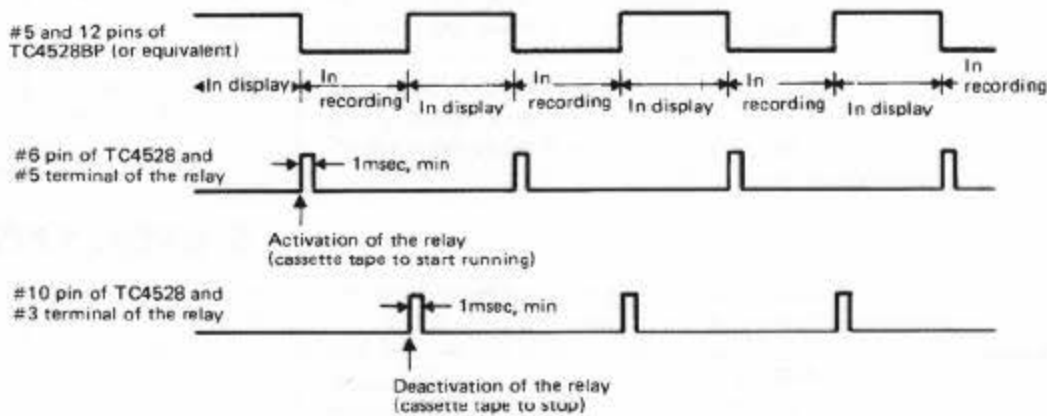 #5 and 12 pins of
TC4528BP (or equivalent)
In display
In
recording
In display
In
recording
In display
In
recording
In display
In
recording
#6 pin of TC4528 and
#5 terminal of the relay
1msec, min
Activation of the relay
(cassette tape to start running)
#10 pin of TC4528 and
#3 terminal of the relay
1msec, min
Deactivation of the relay
(cassette tape to stop)